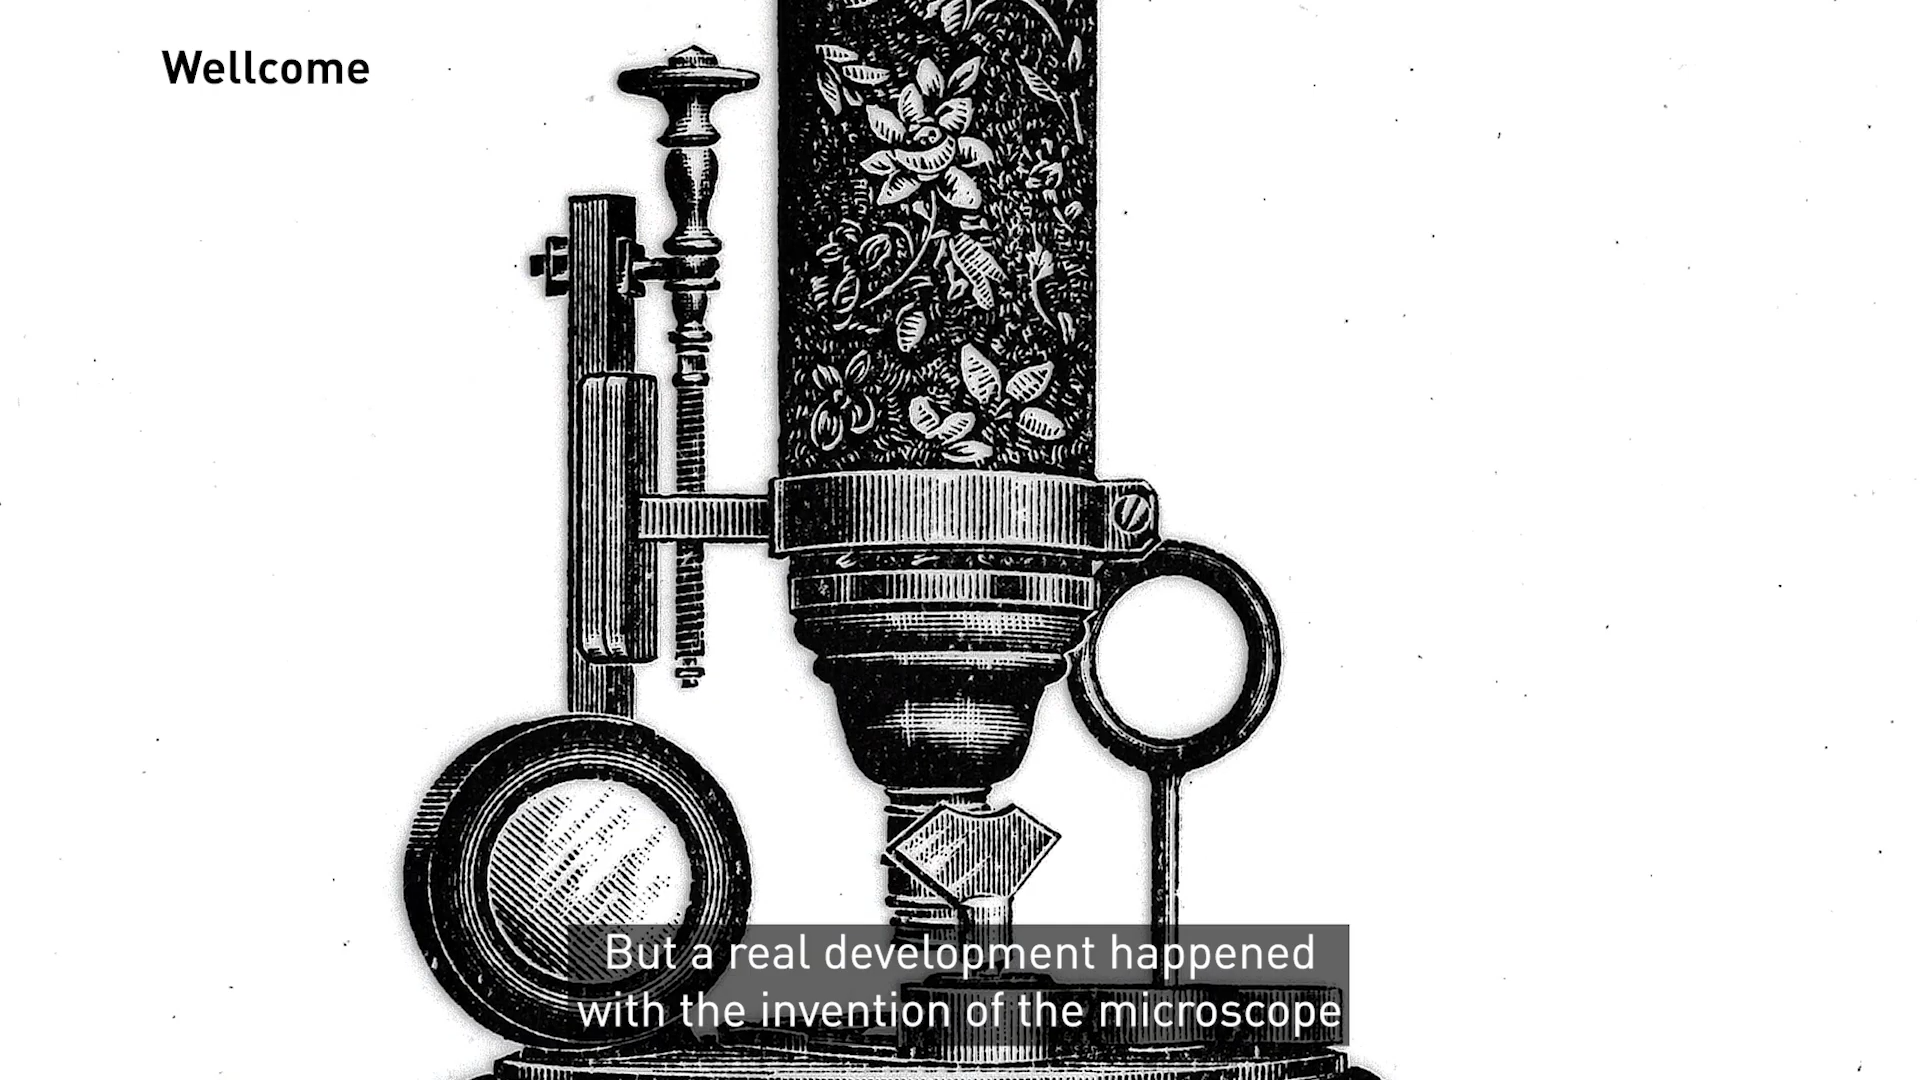 Wellcome
But a real development happened
with the invention of the microscope